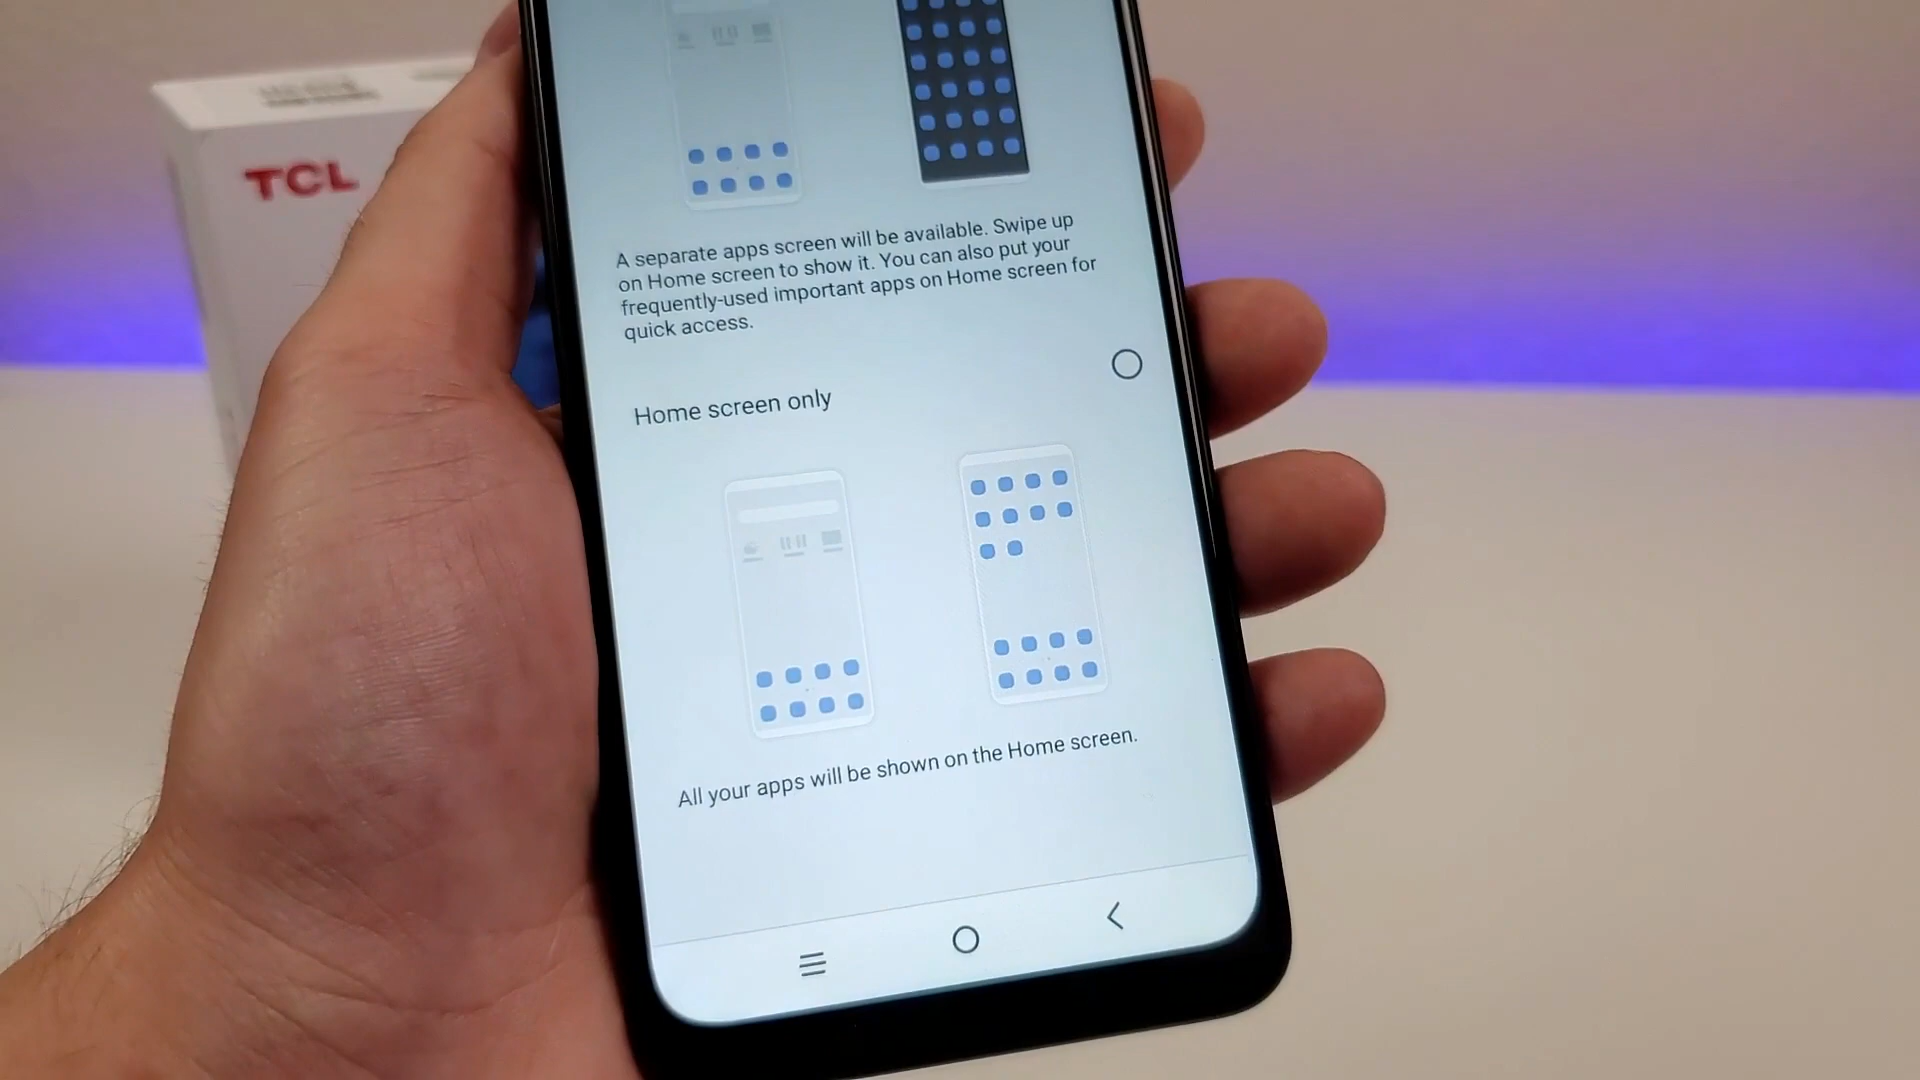 TCL
A separate apps screen will be available. Swipe up
on Home screen to show it. You can also put your
frequently-used important apps on Home screen for
quick access.
Home screen only
All your apps will be shown on the Home screen.